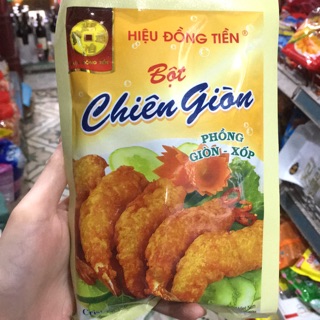 HIỆU ĐỒNG TIỀN®
Bột
Chiên Giòn
PHỒNG
GIÒN - XỐP